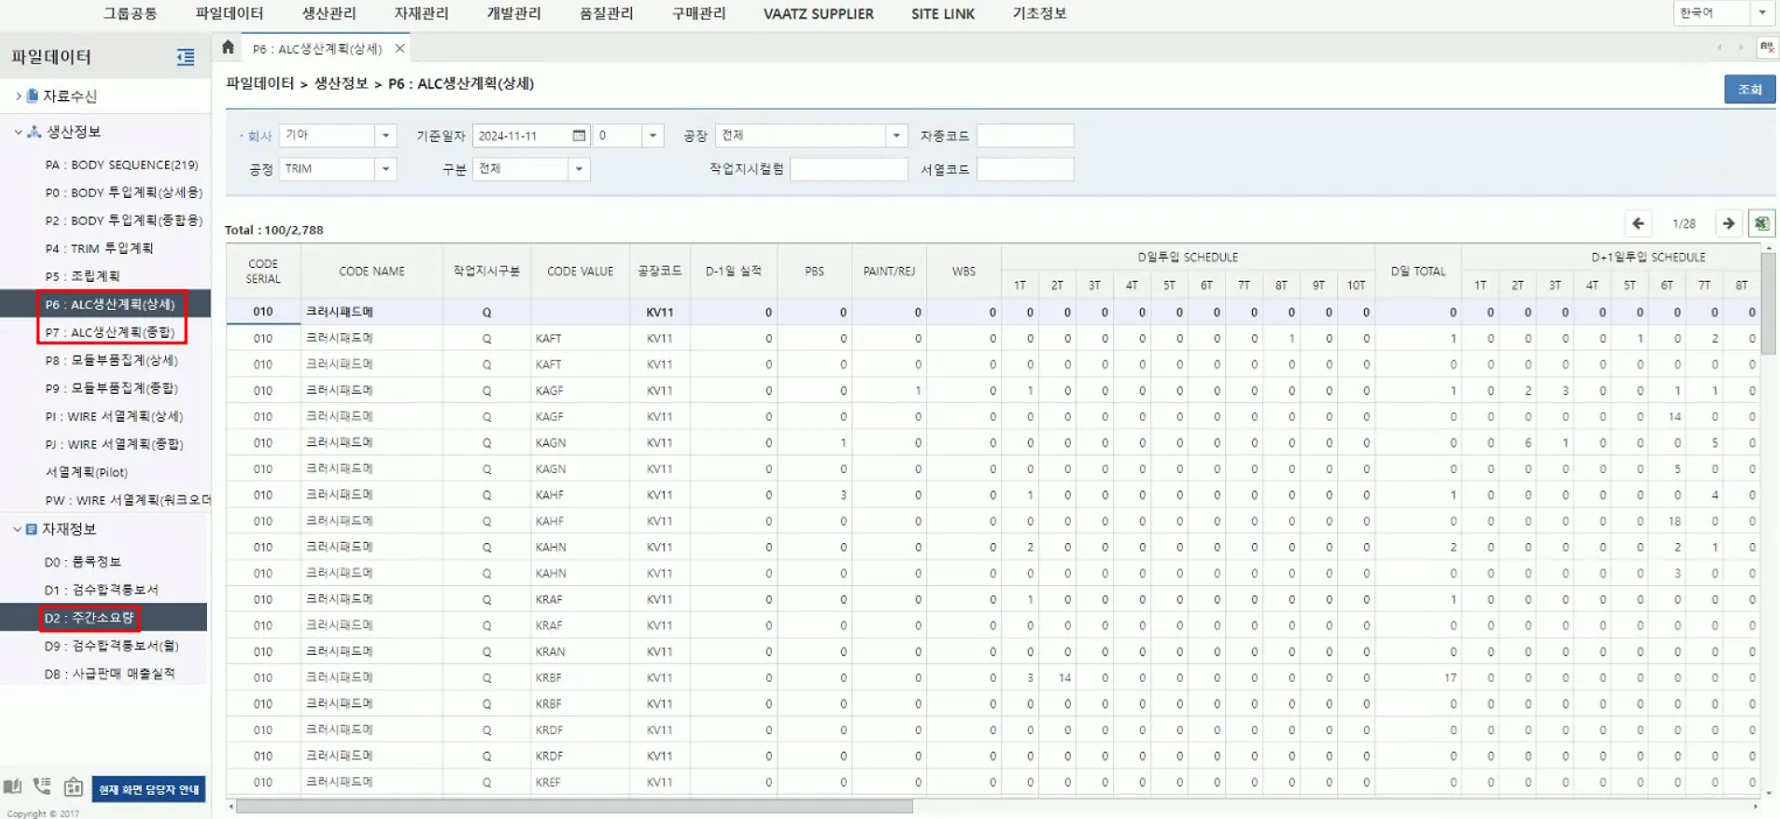 그룹공통 파일데이터 생산관리 자재관리 개발관리 품질관리 구매관리 VAATZ SUPPLIER SITE LINK 기초정보 한국어
파일데이터
P6 : ALC생산계획(상세)
자료수신
생산정보
PA : BODY SEQUENCE(219)
P0 : BODY 투입계획(상세용)
P2 : BODY 투입계획(종합용)
P4 : TRIM 투입계획
P5 : 조립계획
P6 : ALC생산계획(상세)
P7 : ALC생산계획(종합)
P8 : 모듈부품집계(상세)
P9 : 모듈부품집계(종합)
PI : WIRE 서열계획(상세)
PJ : WIRE 서열계획(종합)
서열계획(Pilot)
PW : WIRE 서열계획(워크오더
자재정보
D0 : 품목정보
D1 : 검수합격통보서
D2 : 주간소요량
D9 : 검수합격통보서(월)
DB : 사급판매 매출실적
현재 화면 담당자 안내
Copyright © 2017
파일데이터 > 생산정보 > P6 : ALC생산계획(상세)
조회
회사 기아 기준일자 2024-11-11 0 공장 전체 차종코드
공정 TRIM 구분 전체 작업지시컬럼 서열코드
Total : 100/2,788 1/28
CODE SERIAL CODE NAME 작업지시구분 CODE VALUE 공장코드 D-1일 실적 PBS PAINT/REJ WBS D일투입 SCHEDULE D일 TOTAL D+1일투입 SCHEDULE
1T 2T 3T 4T 5T 6T 7T 8T 9T 10T 1T 2T 3T 4T 5T 6T 7T 8T
010 크러시패드메 Q KV11 0 0 0 0 0 0 0 0 0 0 0 0 0 0 0 0 0 0 0 0 0 0 0
010 크러시패드메 Q KAFT KV11 0 0 0 0 0 0 0 0 0 0 0 1 0 0 1 0 0 0 0 1 0 2 0
010 크러시패드메 Q KAFT KV11 0 0 0 0 0 0 0 0 0 0 0 0 0 0 0 0 0 0 0 0 0 0 0
010 크러시패드메 Q KAGF KV11 0 0 1 0 1 0 0 0 0 0 0 0 0 0 1 0 2 3 0 0 1 1 0
010 크러시패드메 Q KAGF KV11 0 0 0 0 0 0 0 0 0 0 0 0 0 0 0 0 0 0 0 0 14 0 0
010 크러시패드메 Q KAGN KV11 0 1 0 0 0 0 0 0 0 0 0 0 0 0 0 0 6 1 0 0 0 5 0
010 크러시패드메 Q KAGN KV11 0 0 0 0 0 0 0 0 0 0 0 0 0 0 0 0 0 0 0 0 5 0 0
010 크러시패드메 Q KAHF KV11 0 3 0 0 1 0 0 0 0 0 0 0 0 0 1 0 0 0 0 0 0 4 0
010 크러시패드메 Q KAHF KV11 0 0 0 0 0 0 0 0 0 0 0 0 0 0 0 0 0 0 0 0 18 0 0
010 크러시패드메 Q KAHN KV11 0 0 0 0 2 0 0 0 0 0 0 0 0 0 2 0 0 0 0 0 2 1 0
010 크러시패드메 Q KAHN KV11 0 0 0 0 0 0 0 0 0 0 0 0 0 0 0 0 0 0 0 0 3 0 0
010 크러시패드메 Q KRAF KV11 0 0 0 0 1 0 0 0 0 0 0 0 0 0 1 0 0 0 0 0 0 0 0
010 크러시패드메 Q KRAF KV11 0 0 0 0 0 0 0 0 0 0 0 0 0 0 0 0 0 0 0 0 0 0 0
010 크러시패드메 Q KRAN KV11 0 0 0 0 0 0 0 0 0 0 0 0 0 0 0 0 0 0 0 0 0 0 0
010 크러시패드메 Q KRBF KV11 0 0 0 0 3 14 0 0 0 0 0 0 0 0 17 0 0 0 0 0 0 0 0
010 크러시패드메 Q KRBF KV11 0 0 0 0 0 0 0 0 0 0 0 0 0 0 0 0 0 0 0 0 0 0 0
010 크러시패드메 Q KRDF KV11 0 0 0 0 0 0 0 0 0 0 0 0 0 0 0 0 0 0 0 0 0 0 0
010 크러시패드메 Q KRDF KV11 0 0 0 0 0 0 0 0 0 0 0 0 0 0 0 0 0 0 0 0 0 0 0
010 크러시패드메 Q KREF KV11 0 0 0 0 0 0 0 0 0 0 0 0 0 0 0 0 0 0 0 0 0 0 0